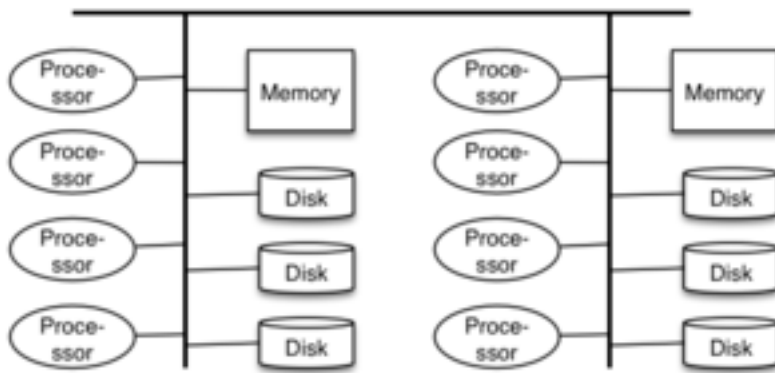 Proce-
ssor
Memory
Proce-
ssor
Disk
Proce-
ssor
Disk
Proce-
ssor
Disk
Proce-
ssor
Memory
Proce-
ssor
Disk
Proce-
ssor
Disk
Proce-
ssor
Disk